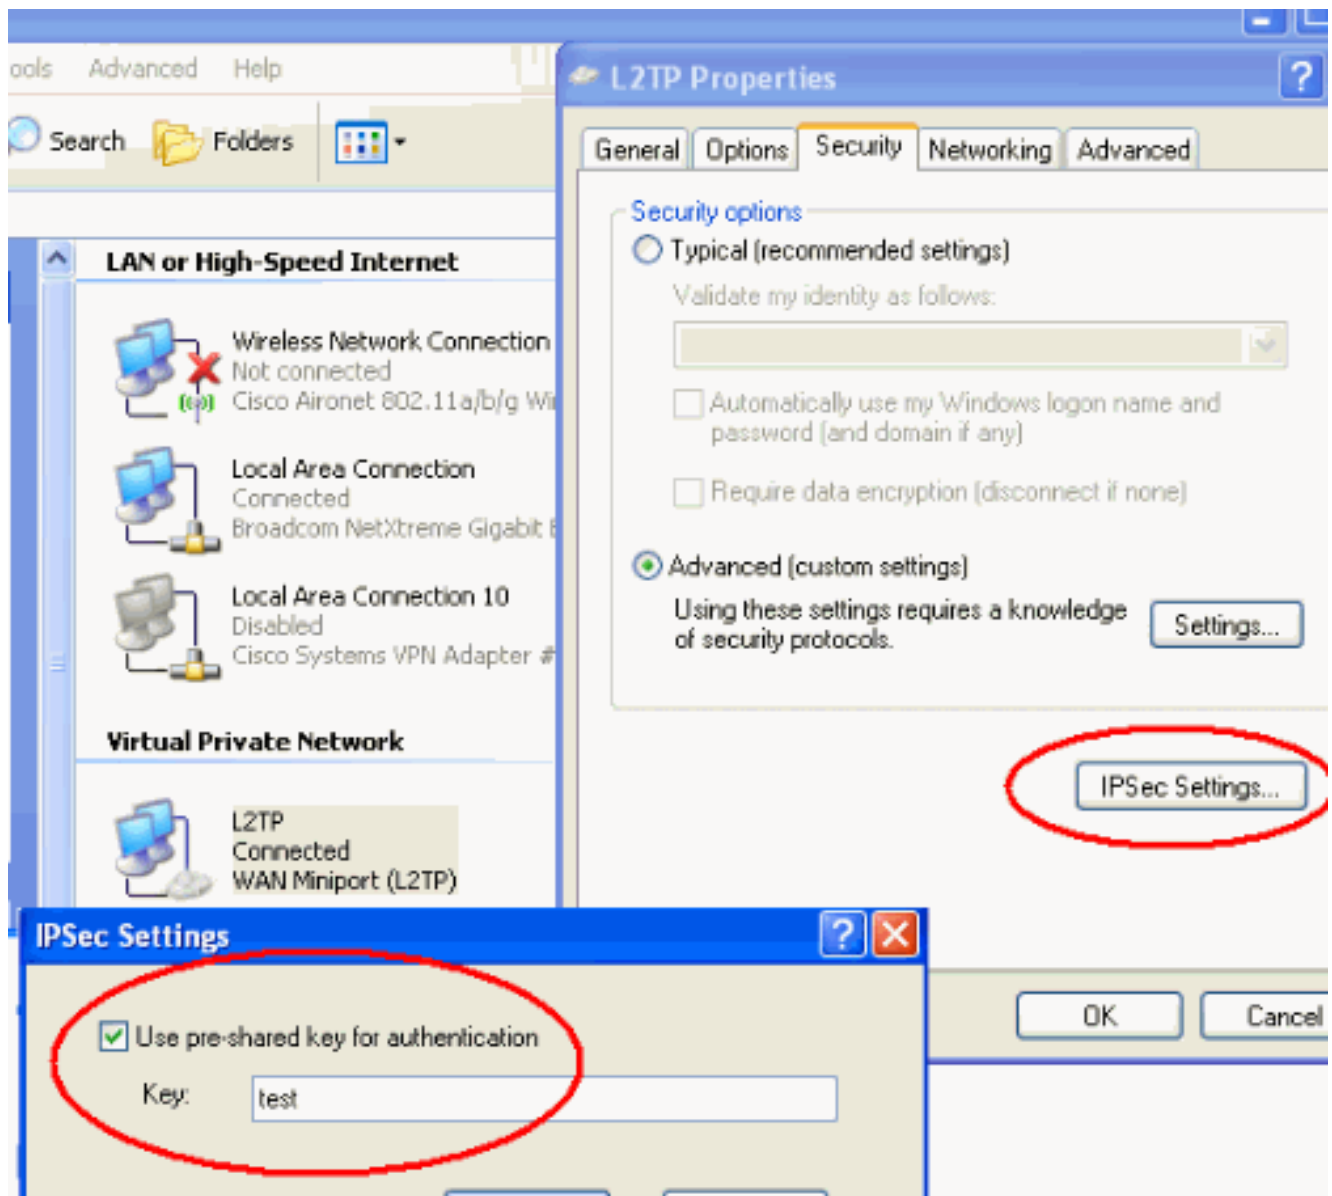 ools Advanced Help
Search Folders
LAN or High-Speed Internet
Wireless Network Connection
Not connected
Cisco Aironet 802.11a/b/g Wi
Local Area Connection
Connected
Broadcom NetXtreme Gigabit
Local Area Connection 10
Disabled
Cisco Systems VPN Adapter #
Virtual Private Network
L2TP
Connected
WAN Miniport (L2TP)
L2TP Properties
General Options Security Networking Advanced
Security options
Typical (recommended settings)
Validate my identity as follows:
Automatically use my Windows logon name and
password (and domain if any)
Require data encryption (disconnect if none)
Advanced (custom settings)
Using these settings requires a knowledge
of security protocols.
Settings...
IPSec Settings...
OK Cancel
IPSec Settings
Use pre-shared key for authentication
Key: test